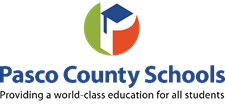 Pasco County Schools
Providing a world-class education for all students